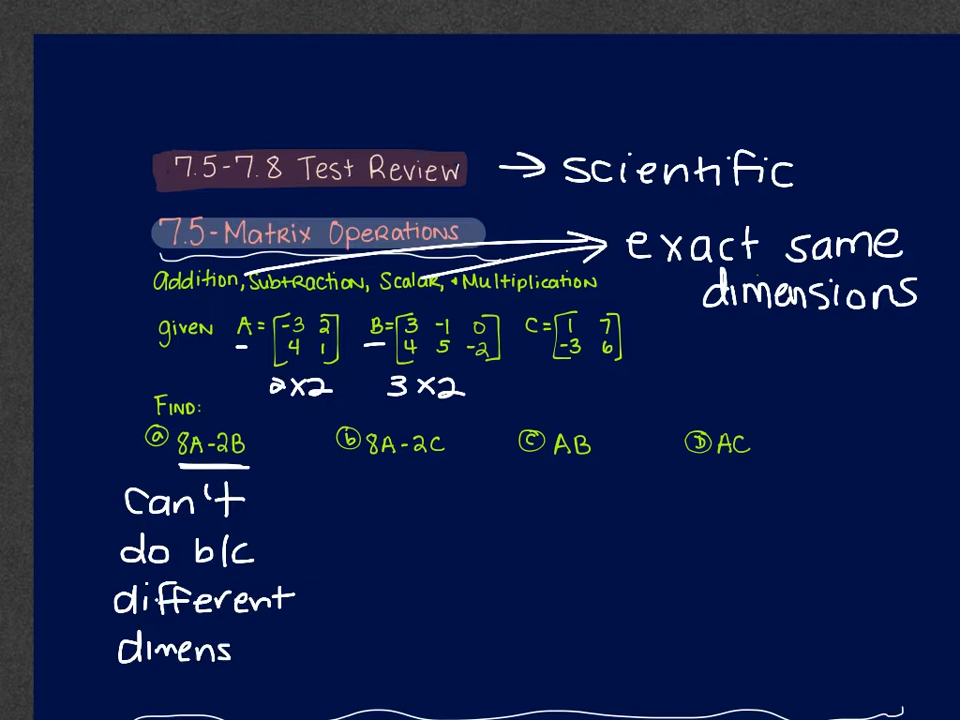 7.5-7.8 Test Review → scientific
7.5-Matrix Operations
exact same
dimensions
Addition, Subtraction, Scalar, + Multiplication
given A = [-3 2 B = [3 -1 0 C = [1 7
4 1] 4 5 -2] -3 6]
2x2 3x2
Find:
ⓐ 8A-2B ⓑ 8A-2C ⓒ AB Ⓓ AC
can't
do b/c
different
dimens